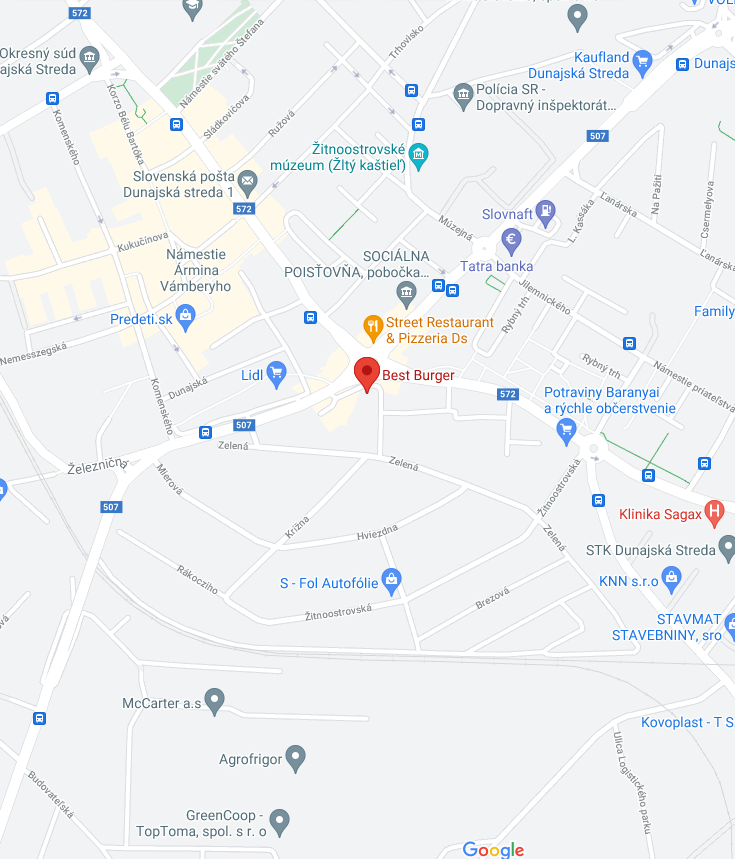 572
VOL
Trhovisko
Okresný súd
ajská Streda
Námestie svätého Štefana
Kaufland
Dunajská Streda
Dunajs
Polícia SR -
Dopravný inšpektorát...
Korzo Bélu Bartóka
Komenského
Sládkovičova
Ružová
507
Žitnoostrovské
múzeum (Žltý kaštieľ)
Slovenská pošta
Dunajská streda 1
572
Na Pažiti
Csermelyova
Lanárska
Slovnaft
L. Kassáka
Múzejná
Kukučínova
Námestie
Ármina
Vámberyho
SOCIÁLNA
POISŤOVŇA, pobočka...
Tatra banka
Lanárska
Jilemnického
Rybný trh
Predeti.sk
Street Restaurant
& Pizzeria Ds
Family
Nemesszegská
Rybný trh
Námestie priateľstva
Lidl
Best Burger
Dunajská
Komenského
572
Potraviny Baranyai
a rýchle občerstvenie
507
Zelená
Železničn
Zelená
Mierová
Žitnoostrovská
507
Krížna
Hviezdna
Zelená
Klinika Sagax
STK Dunajská Streda
Rákocziho
S - Fol Autofólie
KNN s.r.o
Žitnoostrovská
Brezová
STAVMAT
STAVEBNINY, sro
McCarter a.s
Kovoplast - T S
Agrofrigor
Ulica Logistického parku
Budovateľská
GreenCoop -
TopToma, spol. s r. o
Google